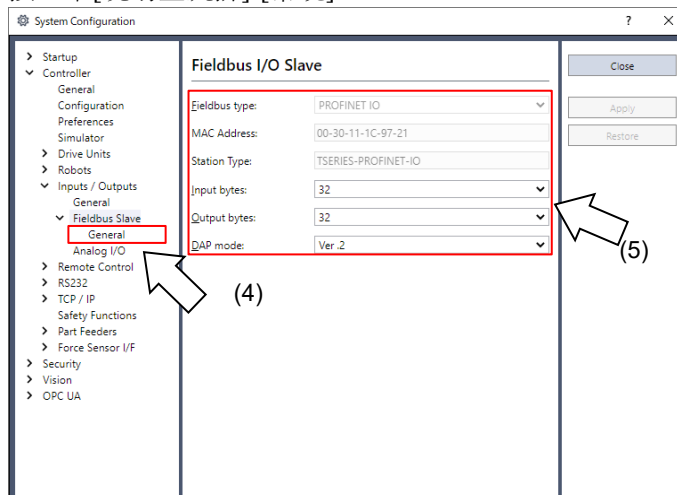 System Configuration
?
Startup
Controller
General
Configuration
Preferences
Simulator
Drive Units
Robots
Inputs / Outputs
General
Fieldbus Slave
General
Analog I/O
Remote Control
RS232
TCP / IP
Safety Functions
Part Feeders
Force Sensor I/F
Security
Vision
OPC UA
(4)
Fieldbus I/O Slave
Fieldbus type: PROFINET IO
MAC Address: 00-30-11-1C-97-21
Station Type: TSERIES-PROFINET-IO
Input bytes: 32
Output bytes: 32
DAP mode: Ver .2
(5)
Close
Apply
Restore